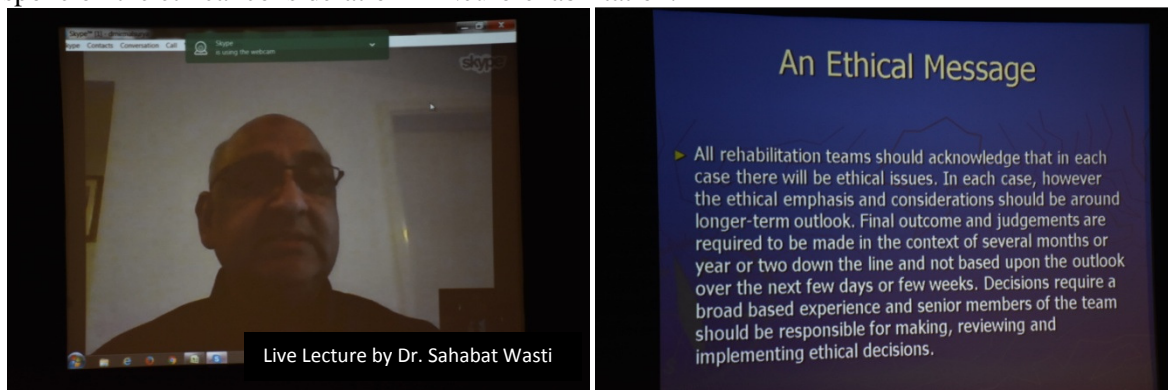 Skype™ [1] -
Contacts Conversation Call
Skype
is using the webcam
skype
Live Lecture by Dr. Sahabat Wasti
An Ethical Message
All rehabilitation teams should acknowledge that in each
case there will be ethical issues. In each case, however
the ethical emphasis and considerations should be around
longer-term outlook. Final outcome and judgements are
required to be made in the context of several months or
year or two down the line and not based upon the outlook
over the next few days or few weeks. Decisions require a
broad based experience and senior members of the team
should be responsible for making, reviewing and
implementing ethical decisions.